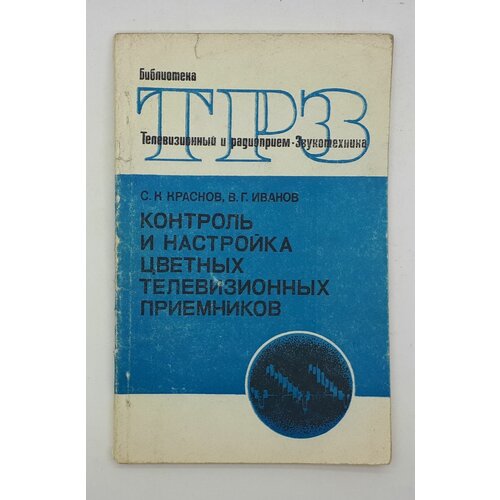 Библиотека
ТРЗ
Телевизионный и радиоприем·Звукотехника
С. К КРАСНОВ, В. Г. ИВАНОВ
КОНТРОЛЬ
И НАСТРОЙКА
ЦВЕТНЫХ
ТЕЛЕВИЗИОННЫХ
ПРИЕМНИКОВ